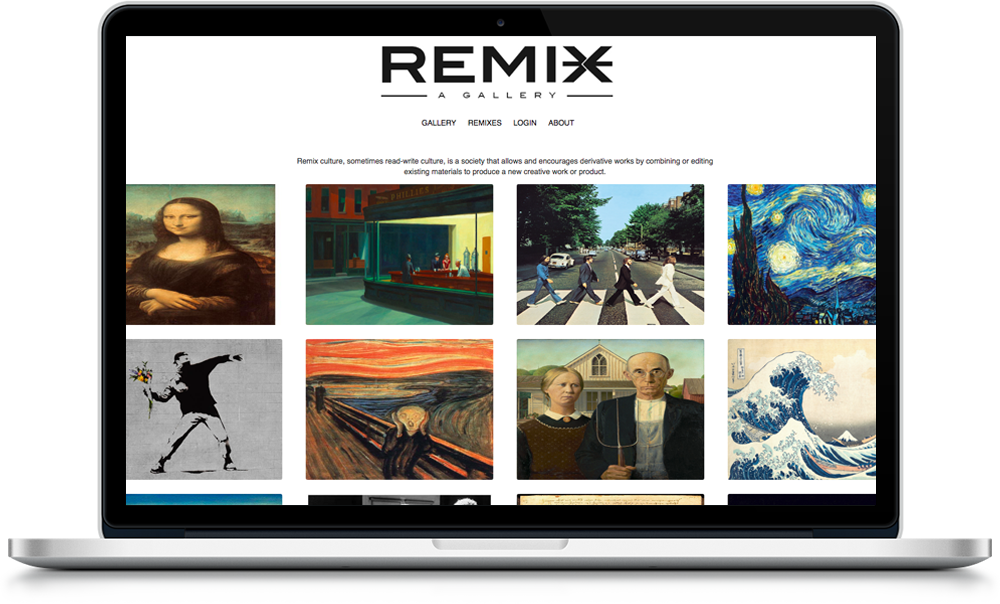 REMIX
A GALLERY
GALLERY REMIXES LOGIN ABOUT
Remix culture, sometimes read-write culture, is a society that allows and encourages derivative works by combining or editing
existing materials to produce a new creative work or product.
PHILLIES